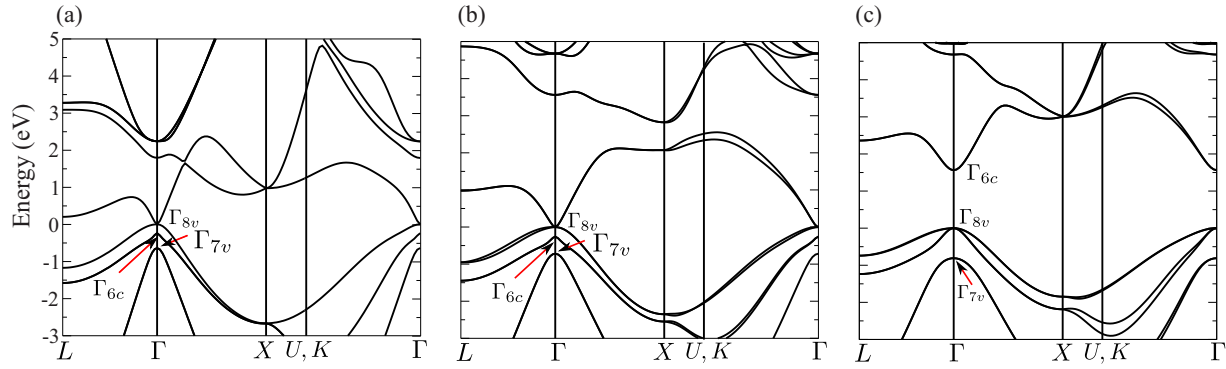 (a)
(b)
(c)
Energy (eV)
5
4
3
2
1
0
-1
-2
-3
Γ8v
Γ7v
Γ6c
Γ8v
Γ7v
Γ6c
Γ6c
Γ8v
Γ7v
L Γ X U, K Γ
L Γ X U, K Γ
L Γ X U, K Γ